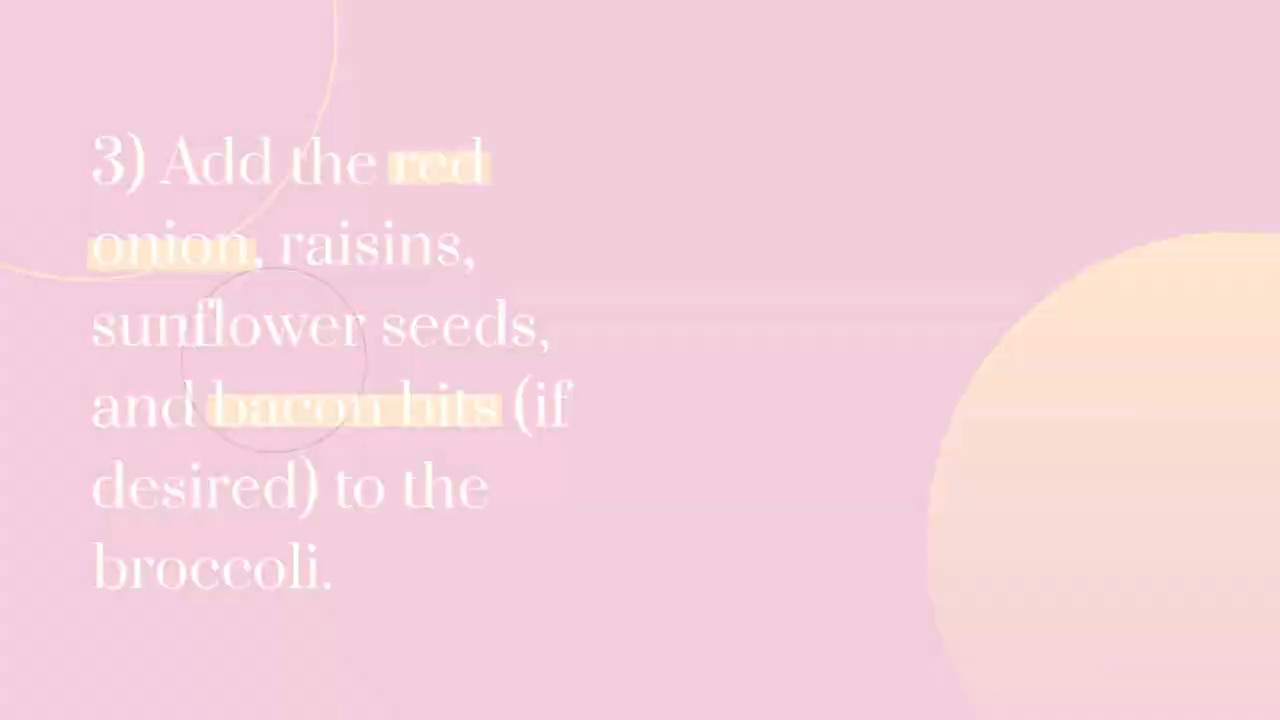 3) Add the red
onion, raisins,
sunflower seeds,
and bacon bits (if
desired) to the
broccoli.